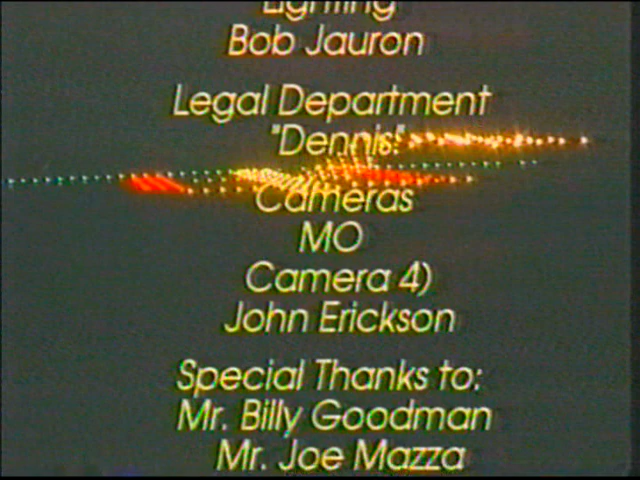 Lighting
Bob Jauron
Legal Department
"Dennis"
Cameras
MO
Camera 4)
John Erickson
Special Thanks to:
Mr. Billy Goodman
Mr. Joe Mazza